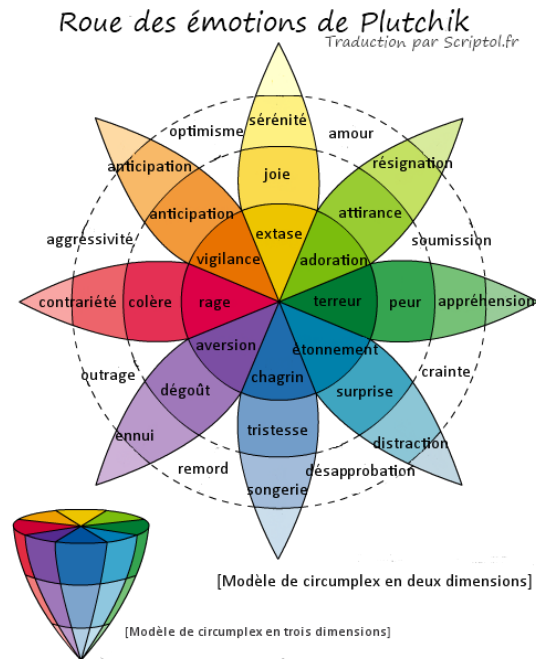 Roue des émotions de Plutchik
Traduction par Scriptol.fr
sérénité
optimisme
amour
anticipation
joie
résignation
anticipation
attirance
extase
aggressivité
soumission
vigilance
adoration
contrariété
colère
rage
terreur
peur
appréhension
aversion
étonnement
outrage
chagrin
crainte
dégoût
surprise
ennui
tristesse
distraction
remord
désapprobation
songerie
[Modèle de circumplex en deux dimensions]
[Modèle de circumplex en trois dimensions]